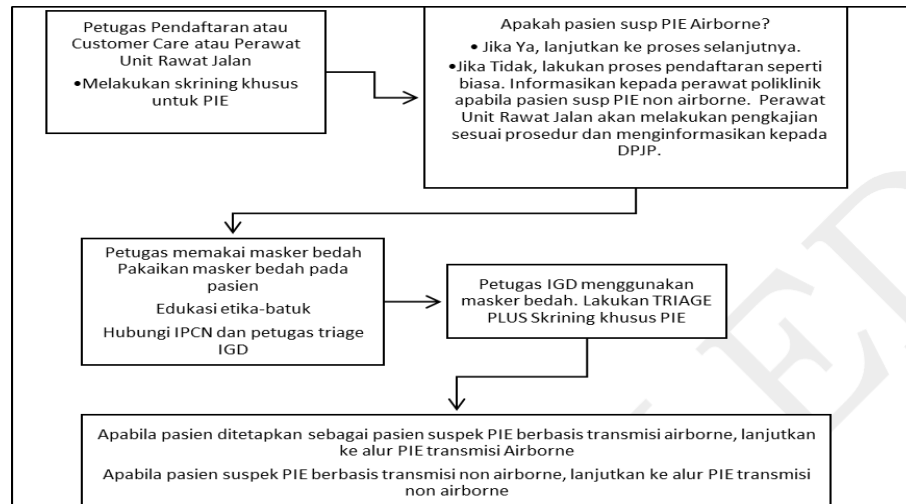 Petugas Pendaftaran atau
Customer Care atau Perawat
Unit Rawat Jalan
•Melakukan skrining khusus
untuk PIE
Apakah pasien susp PIE Airborne?
• Jika Ya, lanjutkan ke proses selanjutnya.
•Jika Tidak, lakukan proses pendaftaran seperti
biasa. Informasikan kepada perawat poliklinik
apabila pasien susp PIE non airborne. Perawat
Unit Rawat Jalan akan melakukan pengkajian
sesuai prosedur dan menginformasikan kepada
DPJP.
Petugas memakai masker bedah
Pakaikan masker bedah pada
pasien
Edukasi etika-batuk
Hubungi IPCN dan petugas triage
IGD
Petugas IGD menggunakan
masker bedah. Lakukan TRIAGE
PLUS Skrining khusus PIE
Apabila pasien ditetapkan sebagai pasien suspek PIE berbasis transmisi airborne, lanjutkan
ke alur PIE transmisi Airborne
Apabila pasien suspek PIE berbasis transmisi non airborne, lanjutkan ke alur PIE transmisi
non airborne